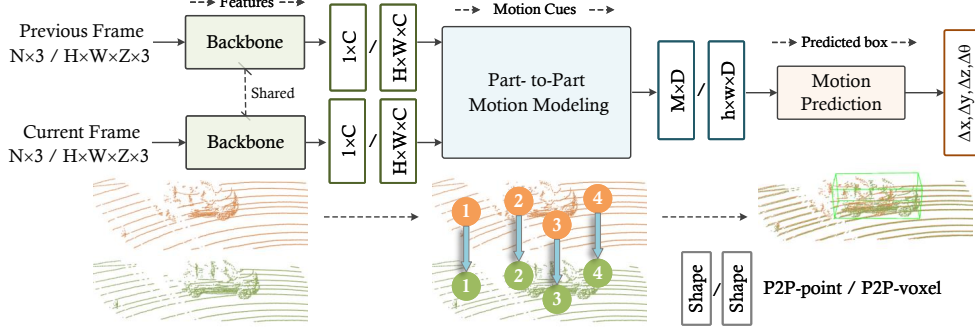 Features
Motion Cues
Previous Frame
N×3 / H×W×Z×3
Backbone
1×C
/
H×W×C
Shared
Current Frame
N×3 / H×W×Z×3
Backbone
1×C
/
H×W×C
Part- to-Part
Motion Modeling
M×D
/
h×w×D
Predicted box
Motion
Prediction
Δx,Δy,Δz,Δθ
1
2
3
4
1
2
3
4
Shape
/
Shape
P2P-point / P2P-voxel